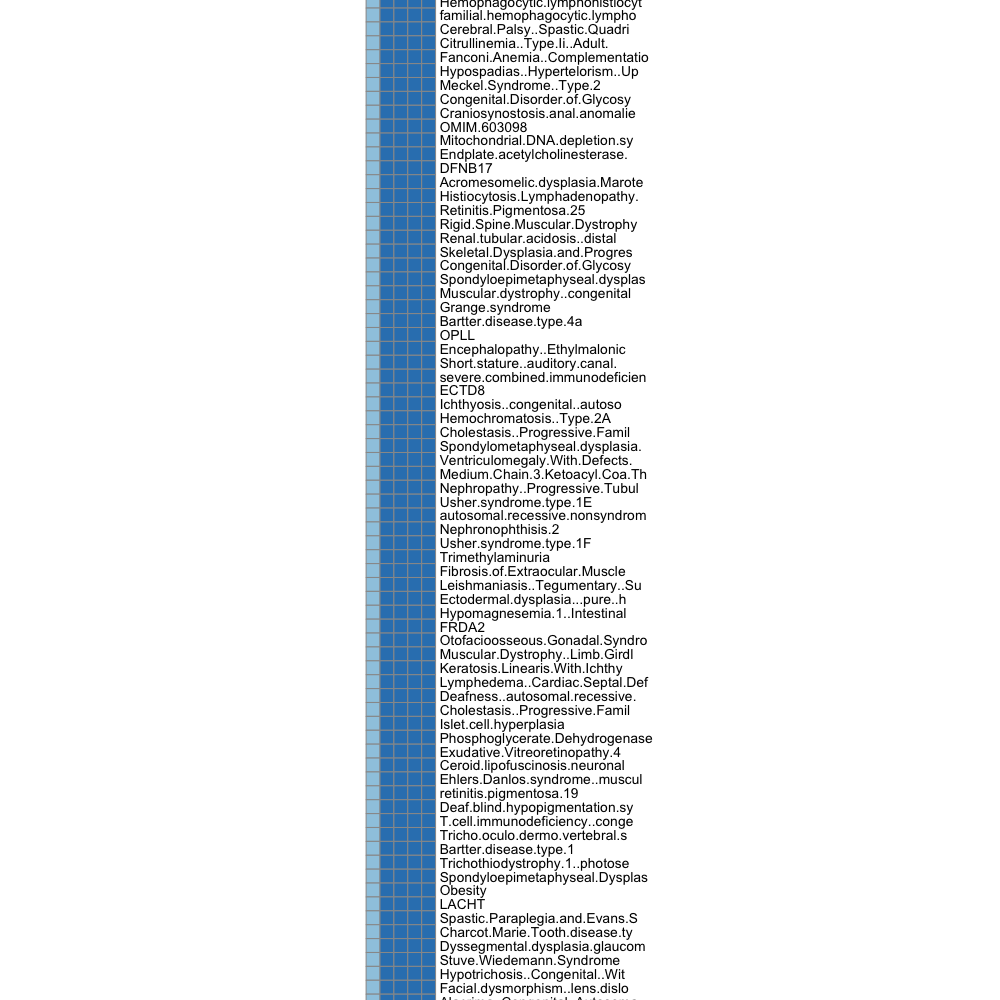 Hemophagocytic.lymphohistiocyt
familial.hemophagocytic.lympho
Cerebral.Palsy..Spastic.Quadri
Citrullinemia..Type.Ii..Adult.
Fanconi.Anemia..Complementatio
Hypospadias..Hypertelorism..Up
Meckel.Syndrome..Type.2
Congenital.Disorder.of.Glycosy
Craniosynostosis.anal.anomalie
OMIM.603098
Mitochondrial.DNA.depletion.sy
Endplate.acetylcholinesterase.
DFNB17
Acromesomelic.dysplasia.Marote
Histiocytosis.Lymphadenopathy.
Retinitis.Pigmentosa.25
Rigid.Spine.Muscular.Dystrophy
Renal.tubular.acidosis..distal
Skeletal.Dysplasia.and.Progres
Congenital.Disorder.of.Glycosy
Spondyloepimetaphyseal.dysplas
Muscular.dystrophy..congenital
Grange.syndrome
Bartter.disease.type.4a
OPLL
Encephalopathy..Ethylmalonic
Short.stature..auditory.canal.
severe.combined.immunodeficien
ECTD8
Ichthyosis..congenital..autoso
Hemochromatosis..Type.2A
Cholestasis..Progressive.Famil
Spondylometaphyseal.dysplasia.
Ventriculomegaly.With.Defects.
Medium.Chain.3.Ketoacyl.Coa.Th
Nephropathy..Progressive.Tubul
Usher.syndrome.type.1E
autosomal.recessive.nonsyndrom
Nephronophthisis.2
Usher.syndrome.type.1F
Trimethylaminuria
Fibrosis.of.Extraocular.Muscle
Leishmaniasis..Tegumentary..Su
Ectodermal.dysplasia...pure..h
Hypomagnesemia.1..Intestinal
FRDA2
Otofacioosseous.Gonadal.Syndro
Muscular.Dystrophy..Limb.Girdl
Keratosis.Linearis.With.Ichthy
Lymphedema..Cardiac.Septal.Def
Deafness..autosomal.recessive.
Cholestasis..Progressive.Famil
Islet.cell.hyperplasia
Phosphoglycerate.Dehydrogenase
Exudative.Vitreoretinopathy.4
Ceroid.lipofuscinosis.neuronal
Ehlers.Danlos.syndrome..muscul
retinitis.pigmentosa.19
Deaf.blind.hypopigmentation.sy
T.cell.immunodeficiency..conge
Tricho.oculo.dermo.vertebral.s
Bartter.disease.type.1
Trichothiodystrophy.1..photose
Spondyloepimetaphyseal.Dysplas
Obesity
LACHT
Spastic.Paraplegia.and.Evans.S
Charcot.Marie.Tooth.disease.ty
Dyssegmental.dysplasia.glaucom
Stuve.Wiedemann.Syndrome
Hypotrichosis..Congenital..Wit
Facial.dysmorphism..lens.dislo